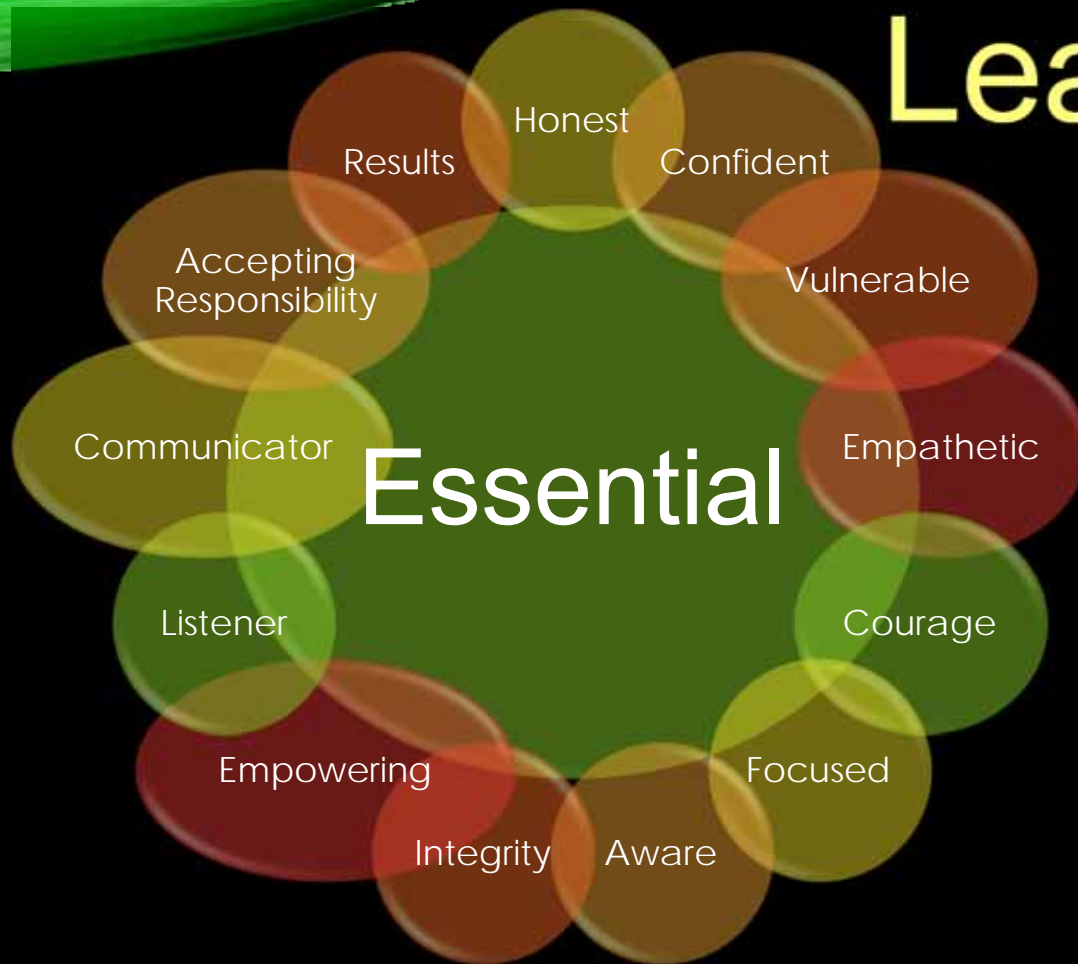 Lea
Honest
Confident
Vulnerable
Empathetic
Courage
Focused
Aware
Integrity
Empowering
Listener
Communicator
Accepting
Responsibility
Results
Essential